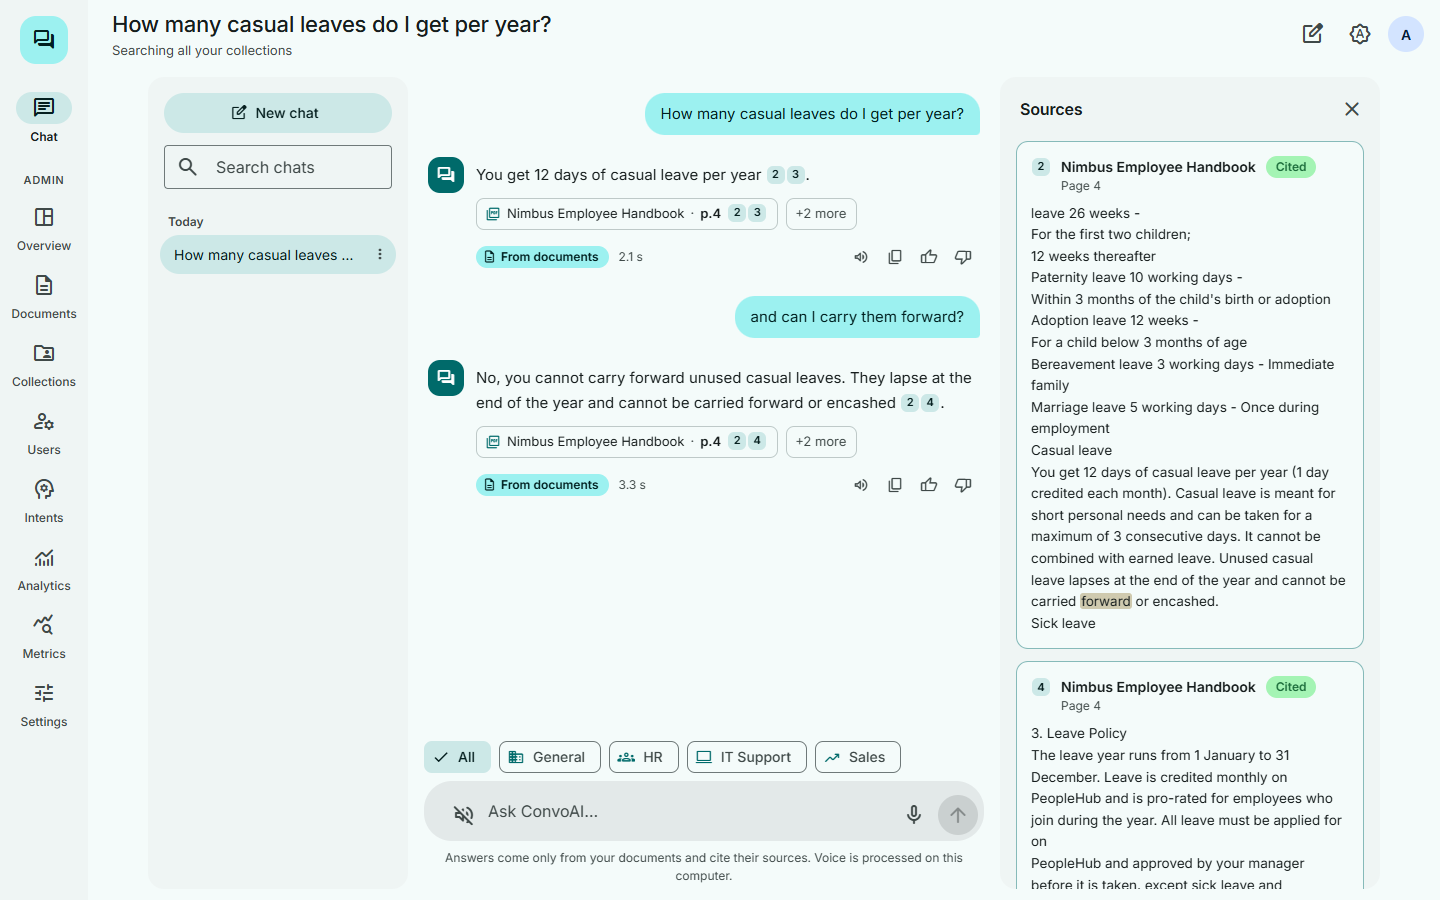 How many casual leaves do I get per year?
Searching all your collections
A
Chat
ADMIN
Overview
Documents
Collections
Users
Intents
Analytics
Metrics
Settings
New chat
Search chats
Today
How many casual leaves ...
How many casual leaves do I get per year?
You get 12 days of casual leave per year 2 3 .
Nimbus Employee Handbook · p.4 2 3
+2 more
From documents
2.1 s
and can I carry them forward?
No, you cannot carry forward unused casual leaves. They lapse at the
end of the year and cannot be carried forward or encashed 2 4 .
Nimbus Employee Handbook · p.4 2 4
+2 more
From documents
3.3 s
All
General
HR
IT Support
Sales
Ask ConvoAI...
Answers come only from your documents and cite their sources. Voice is processed on this
computer.
Sources
2 Nimbus Employee Handbook Cited
Page 4
leave 26 weeks -
For the first two children;
12 weeks thereafter
Paternity leave 10 working days -
Within 3 months of the child's birth or adoption
Adoption leave 12 weeks -
For a child below 3 months of age
Bereavement leave 3 working days - Immediate
family
Marriage leave 5 working days - Once during
employment
Casual leave
You get 12 days of casual leave per year (1 day
credited each month). Casual leave is meant for
short personal needs and can be taken for a
maximum of 3 consecutive days. It cannot be
combined with earned leave. Unused casual
leave lapses at the end of the year and cannot be
carried forward or encashed.
Sick leave
4 Nimbus Employee Handbook Cited
Page 4
3. Leave Policy
The leave year runs from 1 January to 31
December. Leave is credited monthly on
PeopleHub and is pro-rated for employees who
join during the year. All leave must be applied for
on
PeopleHub and approved by your manager
before it is taken, except sick leave and